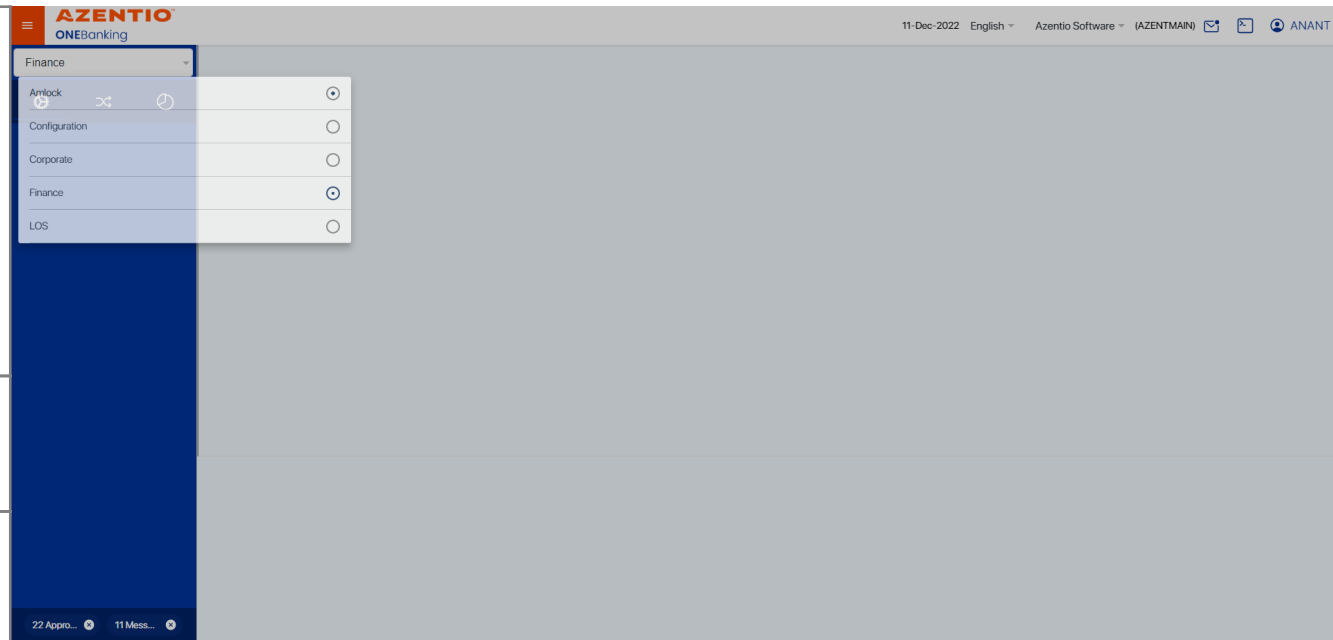 AZENTIO™
ONEBanking
11-Dec-2022 English Azentio Software (AZENTMAIN) ANANT
Finance
Amlock
Configuration
Corporate
Finance
LOS
22 Appro... 11 Mess...